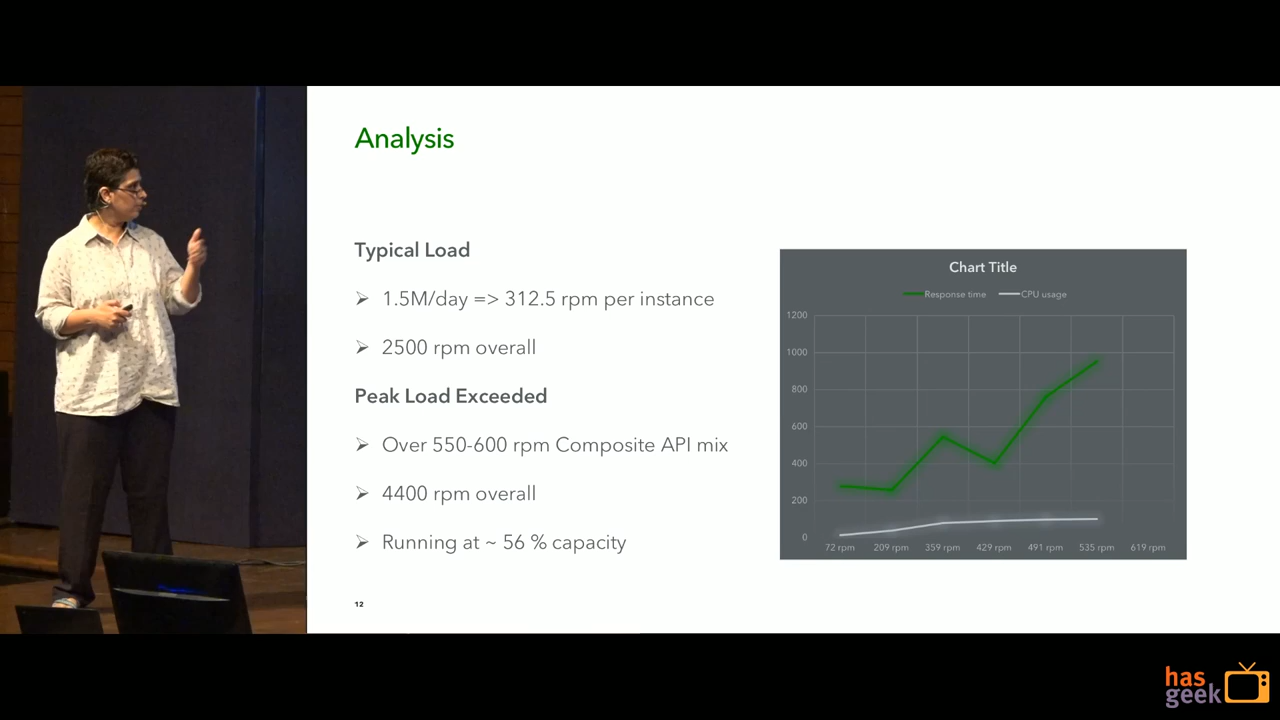 Analysis
Typical Load
➢ 1.5M/day => 312.5 rpm per instance
➢ 2500 rpm overall
Peak Load Exceeded
➢ Over 550-600 rpm Composite API mix
➢ 4400 rpm overall
➢ Running at ~ 56 % capacity
12
Chart Title
Response time CPU usage
1200
1000
800
600
400
200
0
72 rpm 209 rpm 359 rpm 429 rpm 491 rpm 535 rpm 619 rpm
has
geek